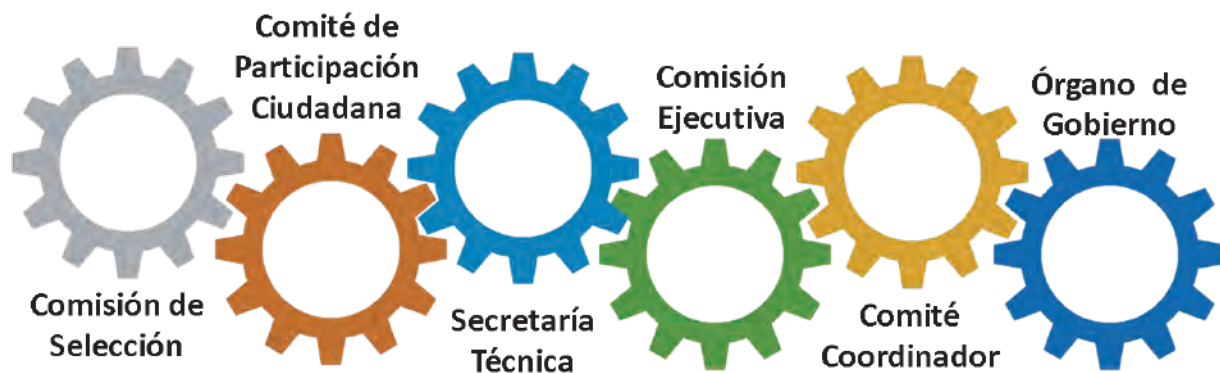 Comisión de
Selección
Comité de
Participación
Ciudadana
Secretaría
Técnica
Comisión
Ejecutiva
Comité
Coordinador
Órgano de
Gobierno